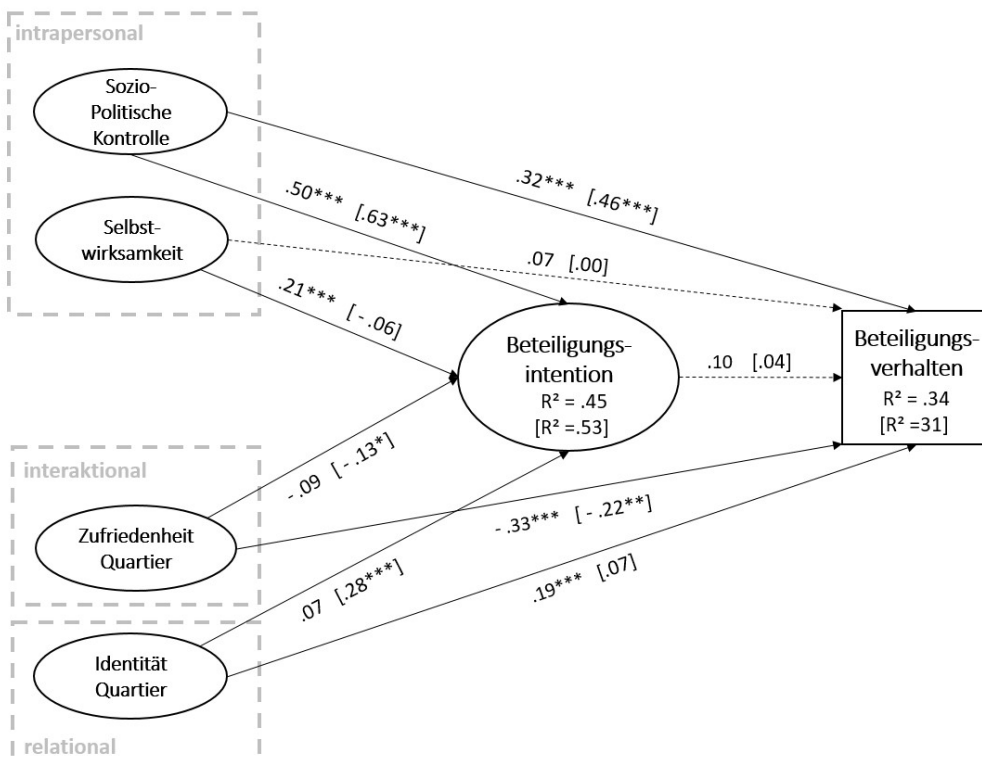 intrapersonal
Sozio-
Politische
Kontrolle
.32*** [.46***]
.50*** [.63***]
Selbst-
wirksamkeit
.07 [.00]
.21*** [ - .06]
Beteiligungs-
intention
R² = .45
[R² =.53]
.10 [.04]
Beteiligungs-
verhalten
R² = .34
[R² =31]
interaktional
- .09 [ - .13*]
Zufriedenheit
Quartier
- .33*** [ - .22**]
.07 [.28***]
.19*** [.07]
Identität
Quartier
relational